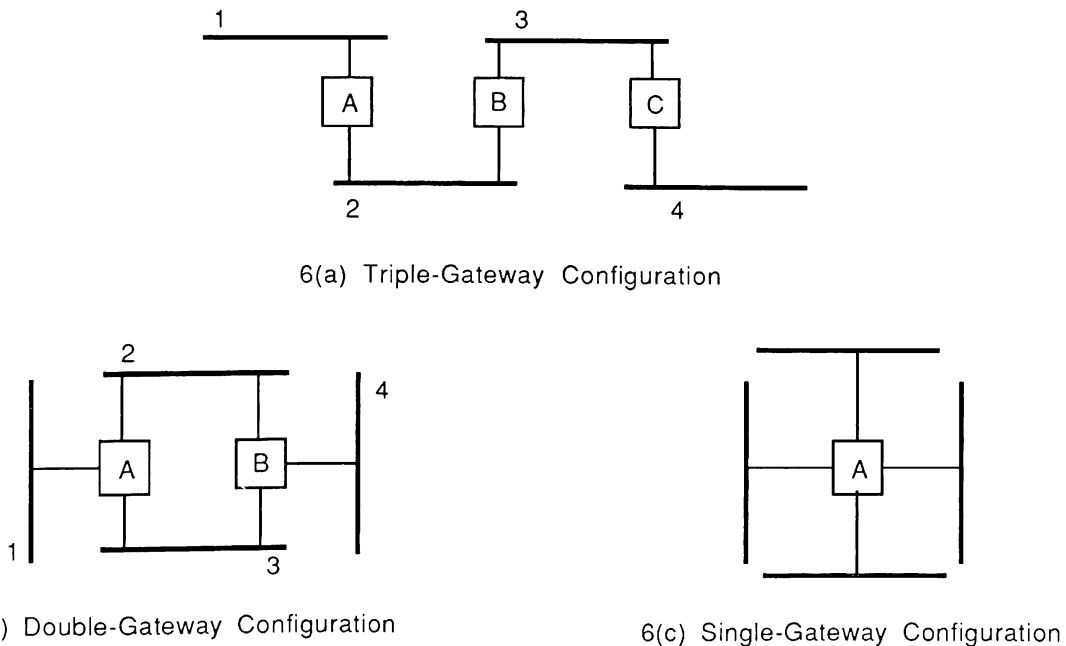 1
3
A
B
C
2
4
6(a) Triple-Gateway Configuration
2
4
A
B
A
1
3
) Double-Gateway Configuration
6(c) Single-Gateway Configuration